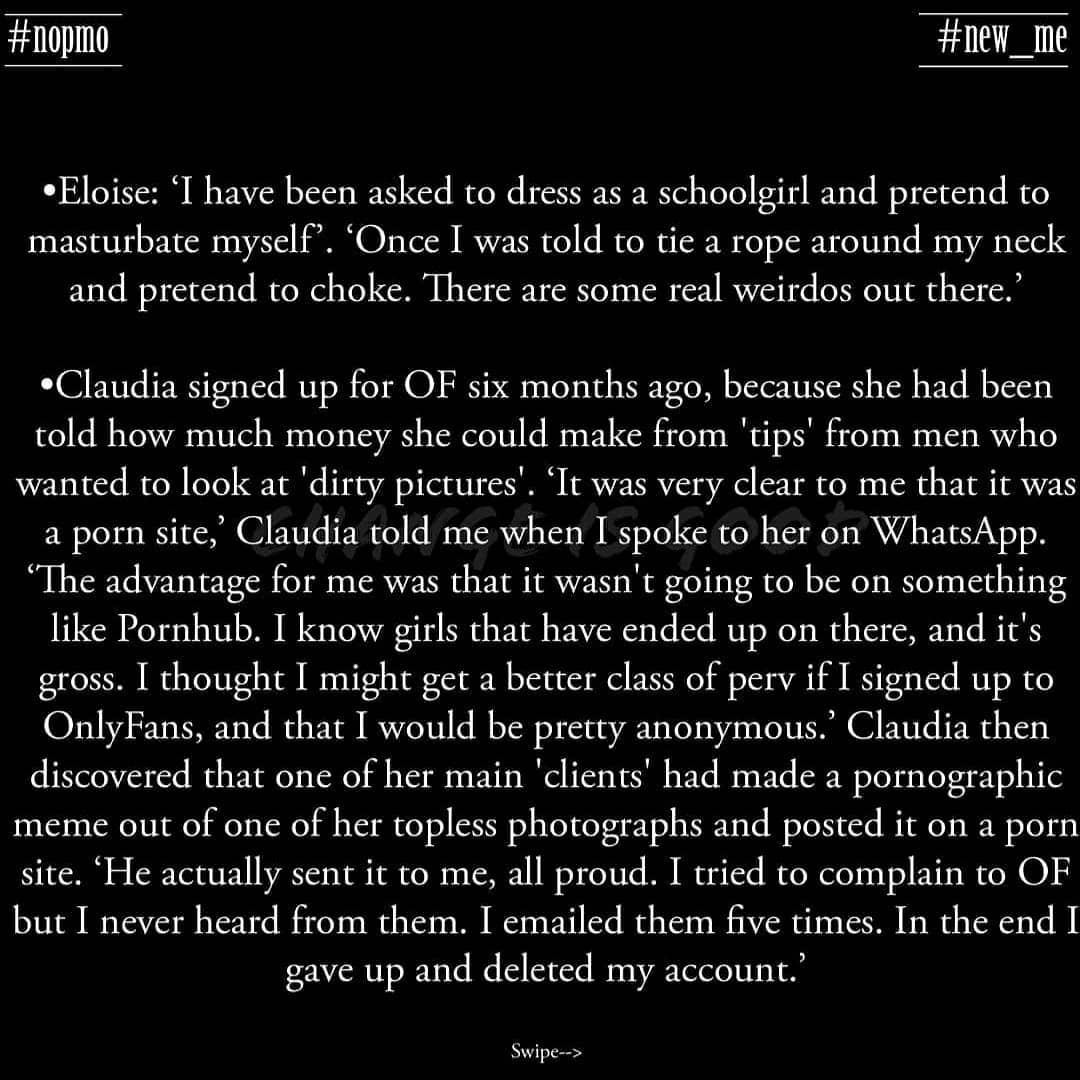 #nopmo
#new_me
•Eloise: ‘I have been asked to dress as a schoolgirl and pretend to
masturbate myself’. ‘Once I was told to tie a rope around my neck
and pretend to choke. There are some real weirdos out there.’
•Claudia signed up for OF six months ago, because she had been
told how much money she could make from 'tips' from men who
wanted to look at 'dirty pictures'. ‘It was very clear to me that it was
a porn site,’ Claudia told me when I spoke to her on WhatsApp.
CHANGE IS GOOD
‘The advantage for me was that it wasn't going to be on something
like Pornhub. I know girls that have ended up on there, and it's
gross. I thought I might get a better class of perv if I signed up to
OnlyFans, and that I would be pretty anonymous.’ Claudia then
discovered that one of her main 'clients' had made a pornographic
meme out of one of her topless photographs and posted it on a porn
site. ‘He actually sent it to me, all proud. I tried to complain to OF
but I never heard from them. I emailed them five times. In the end I
gave up and deleted my account.’
Swipe-->